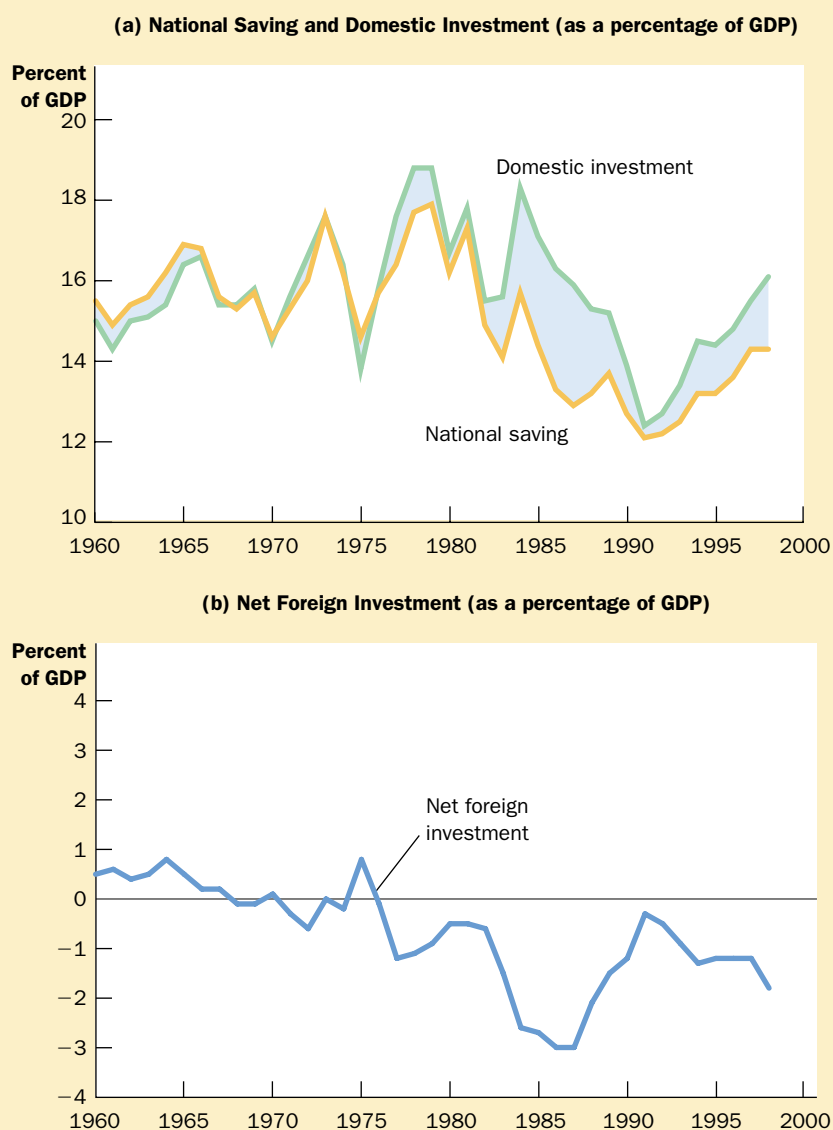 (a) National Saving and Domestic Investment (as a percentage of GDP)
Percent
of GDP
20
18
16
14
12
10
Domestic investment
National saving
1960 1965 1970 1975 1980 1985 1990 1995 2000
(b) Net Foreign Investment (as a percentage of GDP)
Percent
of GDP
4
3
2
1
0
−1
−2
−3
−4
Net foreign
investment
1960 1965 1970 1975 1980 1985 1990 1995 2000